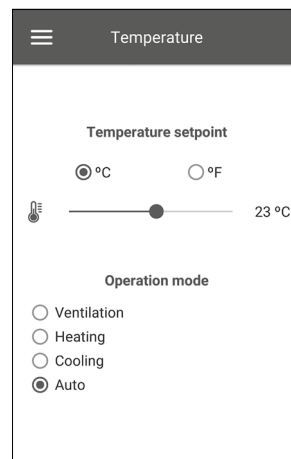 Temperature
Temperature setpoint
ºC ºF
23 ºC
Operation mode
Ventilation
Heating
Cooling
Auto